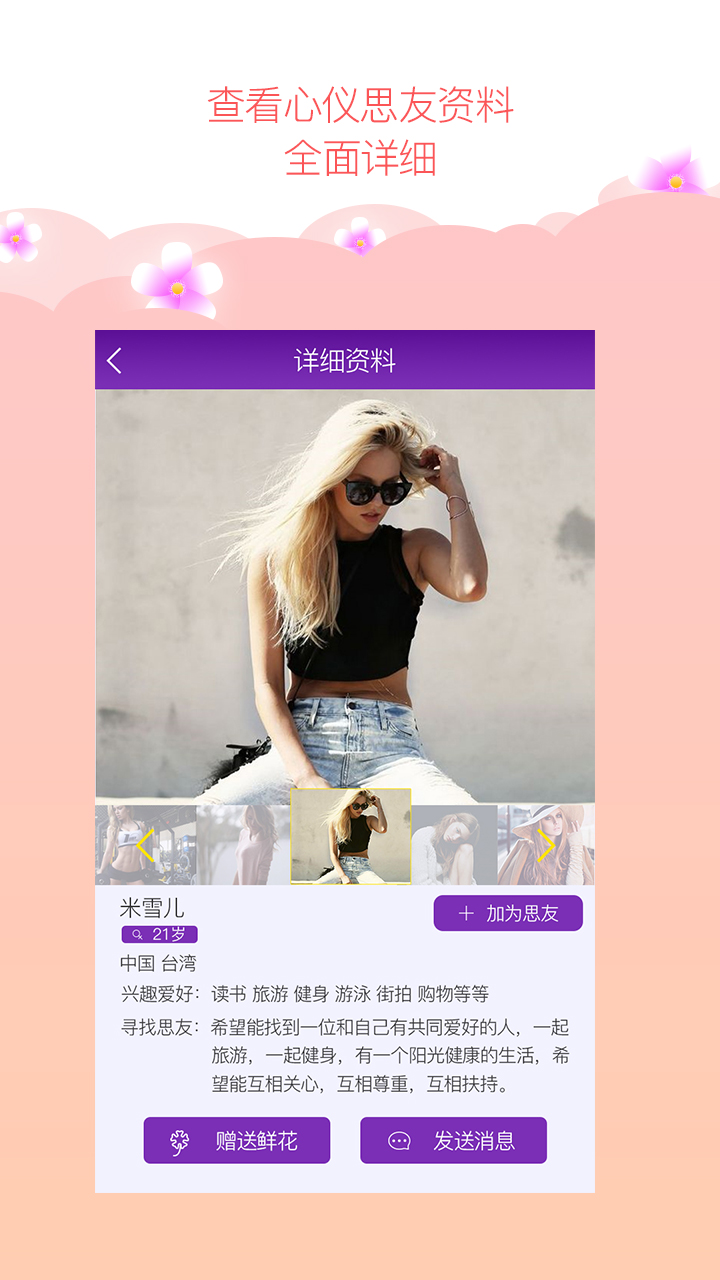 查看心仪思友资料
全面详细
详细资料
米雪儿
＋ 加为思友
21岁
中国 台湾
兴趣爱好：读书 旅游 健身 游泳 街拍 购物等等
寻找思友：希望能找到一位和自己有共同爱好的人，一起
旅游，一起健身，有一个阳光健康的生活，希
望能互相关心，互相尊重，互相扶持。
赠送鲜花
发送消息